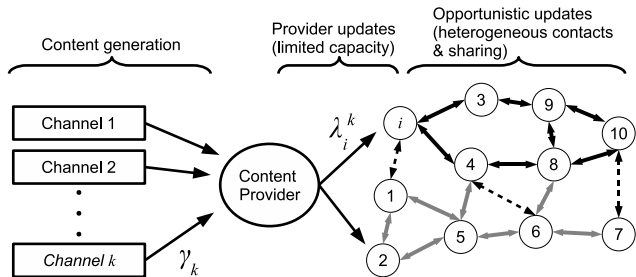 Content generation
Provider updates
(limited capacity)
Opportunistic updates
(heterogeneous contacts
& sharing)
Channel 1
Channel 2
Channel k
γk
Content
Provider
λik
i
3
9
10
4
8
1
2
5
6
7